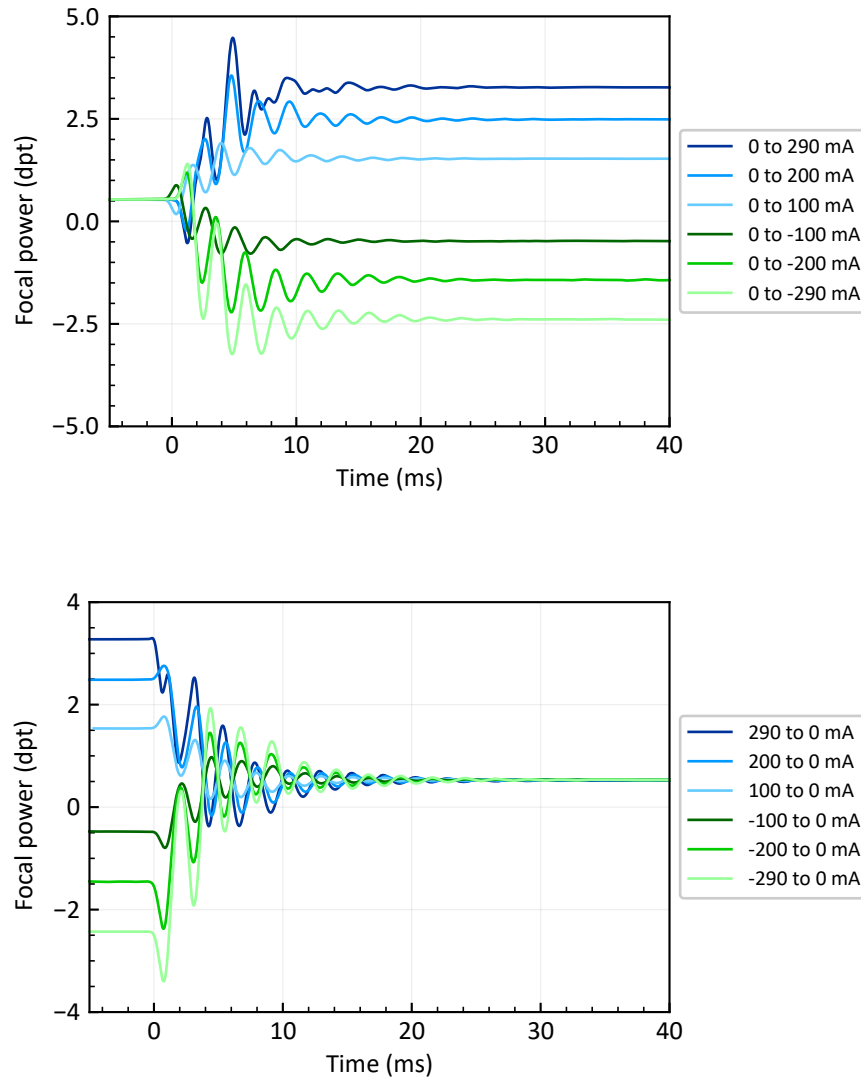 5.0
2.5
0.0
−2.5
−5.0
Focal power (dpt)
0 10 20 30 40
Time (ms)
0 to 290 mA
0 to 200 mA
0 to 100 mA
0 to -100 mA
0 to -200 mA
0 to -290 mA
4
2
0
−2
−4
Focal power (dpt)
0 10 20 30 40
Time (ms)
290 to 0 mA
200 to 0 mA
100 to 0 mA
-100 to 0 mA
-200 to 0 mA
-290 to 0 mA